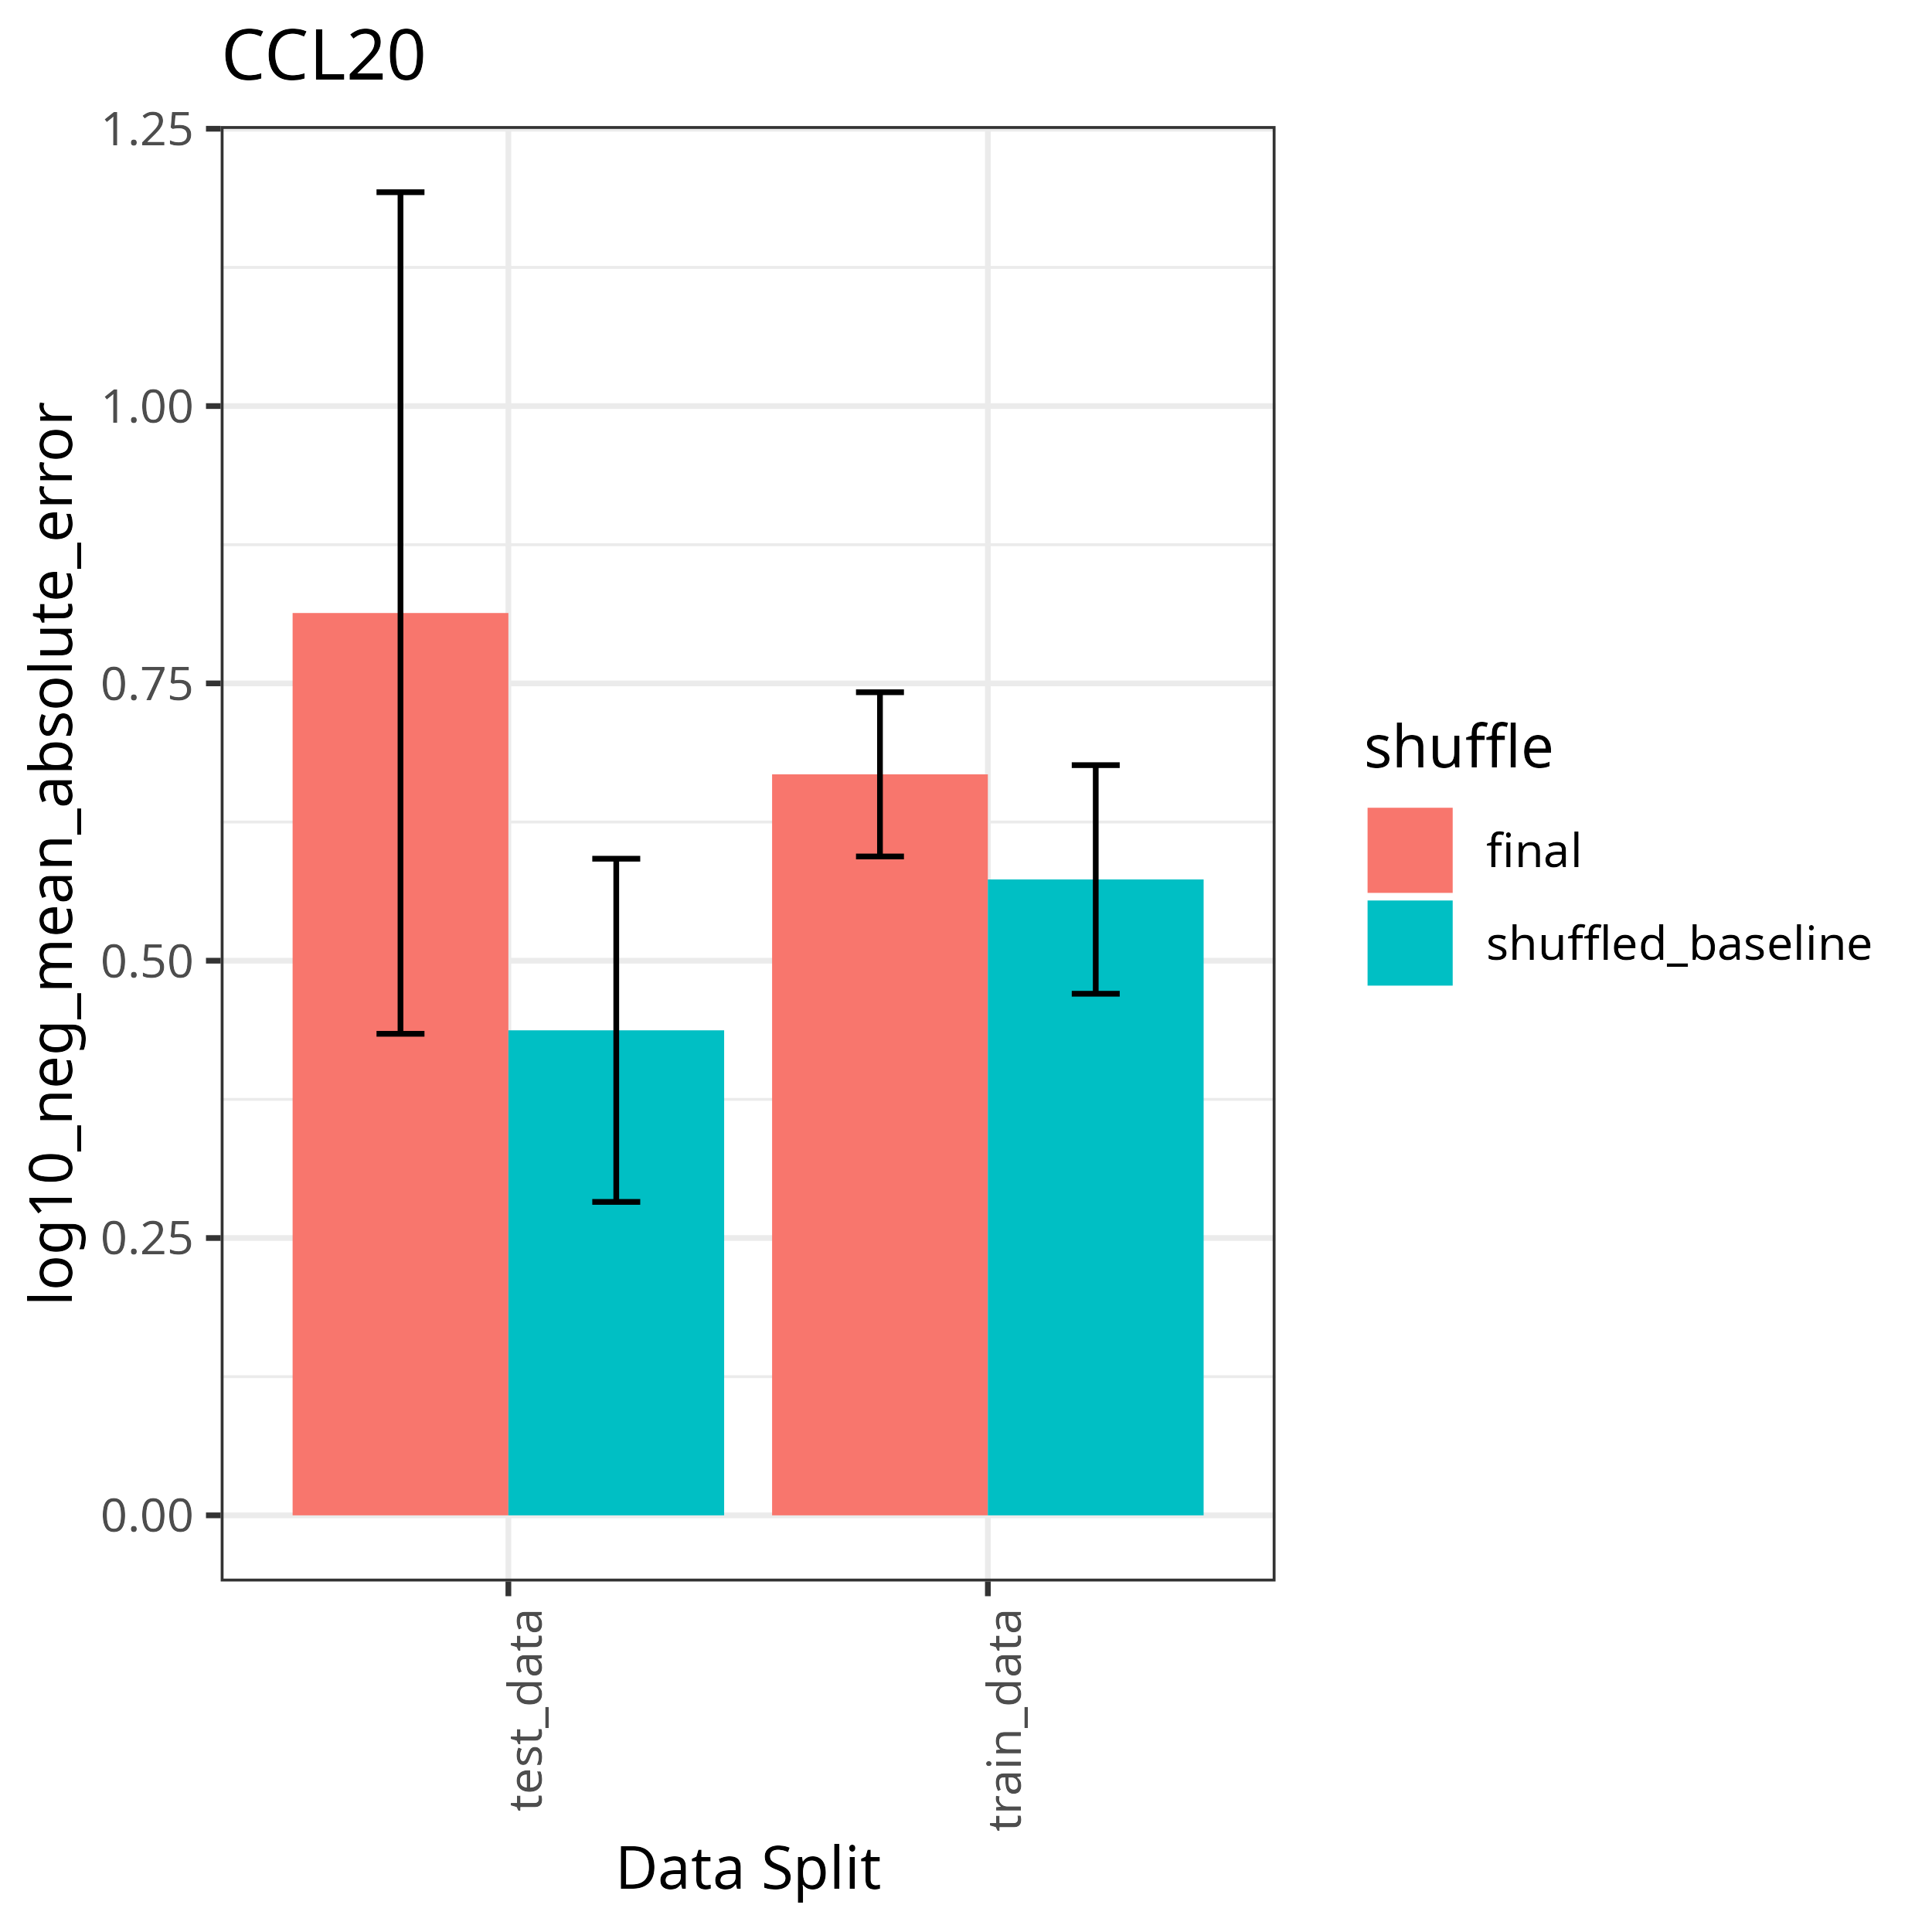 CCL20
1.25
1.00
0.75
0.50
0.25
0.00
log10_neg_mean_absolute_error
test_data
train_data
Data Split
shuffle
final
shuffled_baseline